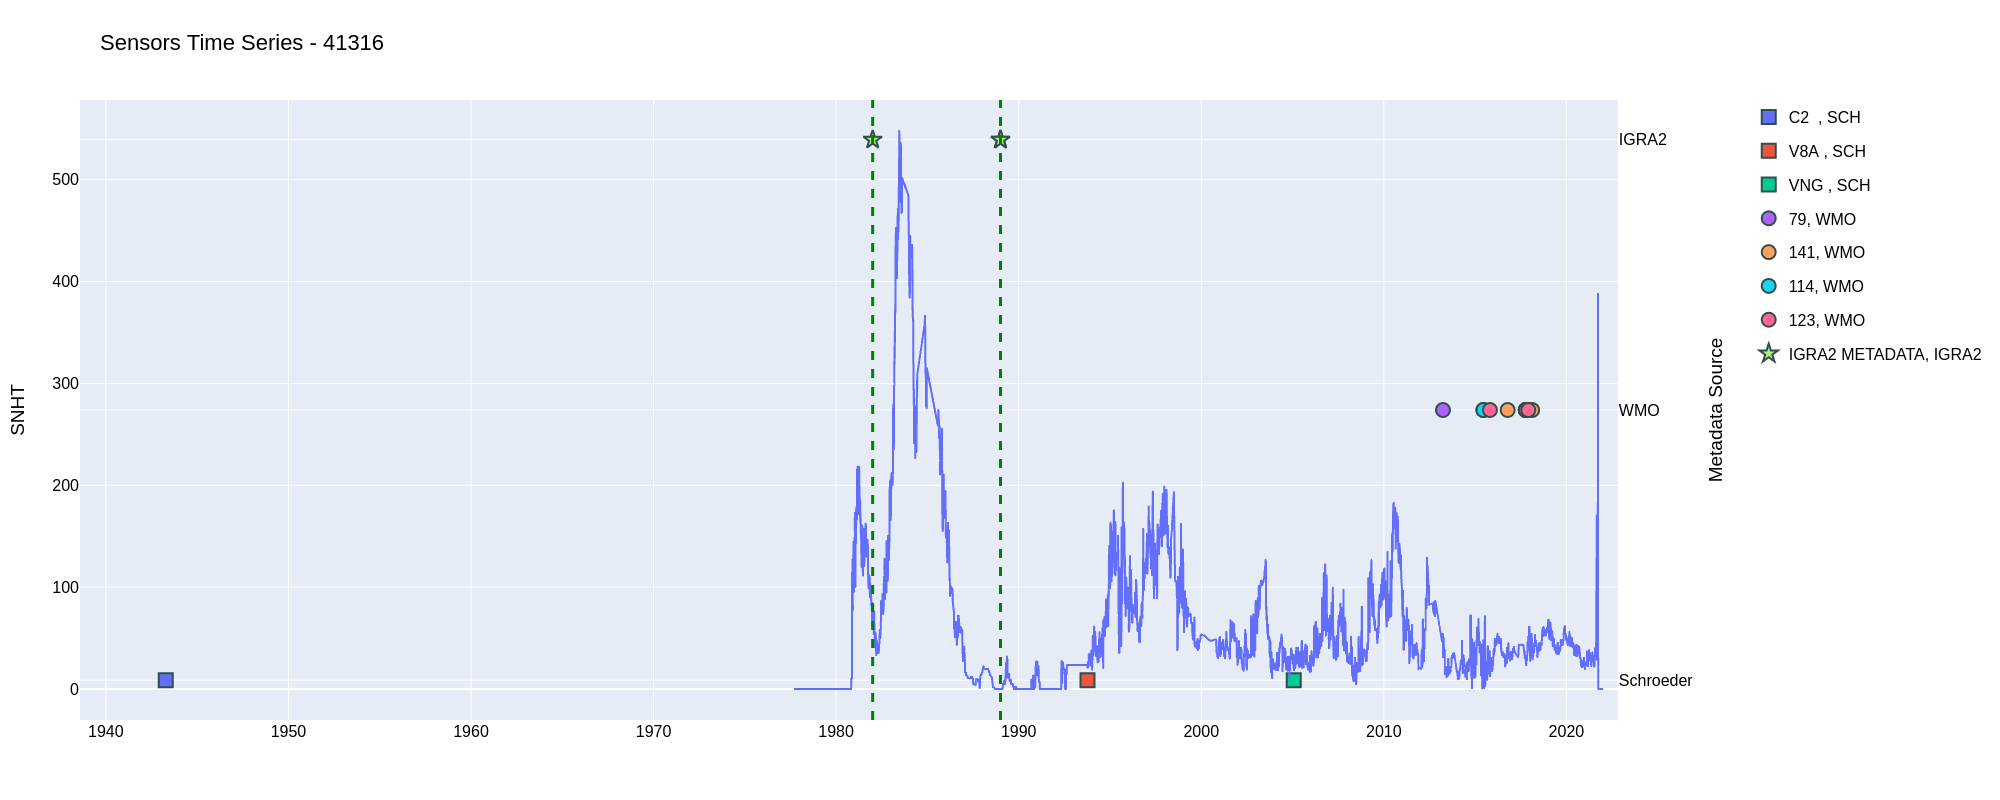 Sensors Time Series - 41316
SNHT
500
400
300
200
100
0
1940
1950
1960
1970
1980
1990
2000
2010
2020
IGRA2
WMO
Schroeder
Metadata Source
C2 , SCH
V8A , SCH
VNG , SCH
79, WMO
141, WMO
114, WMO
123, WMO
IGRA2 METADATA, IGRA2